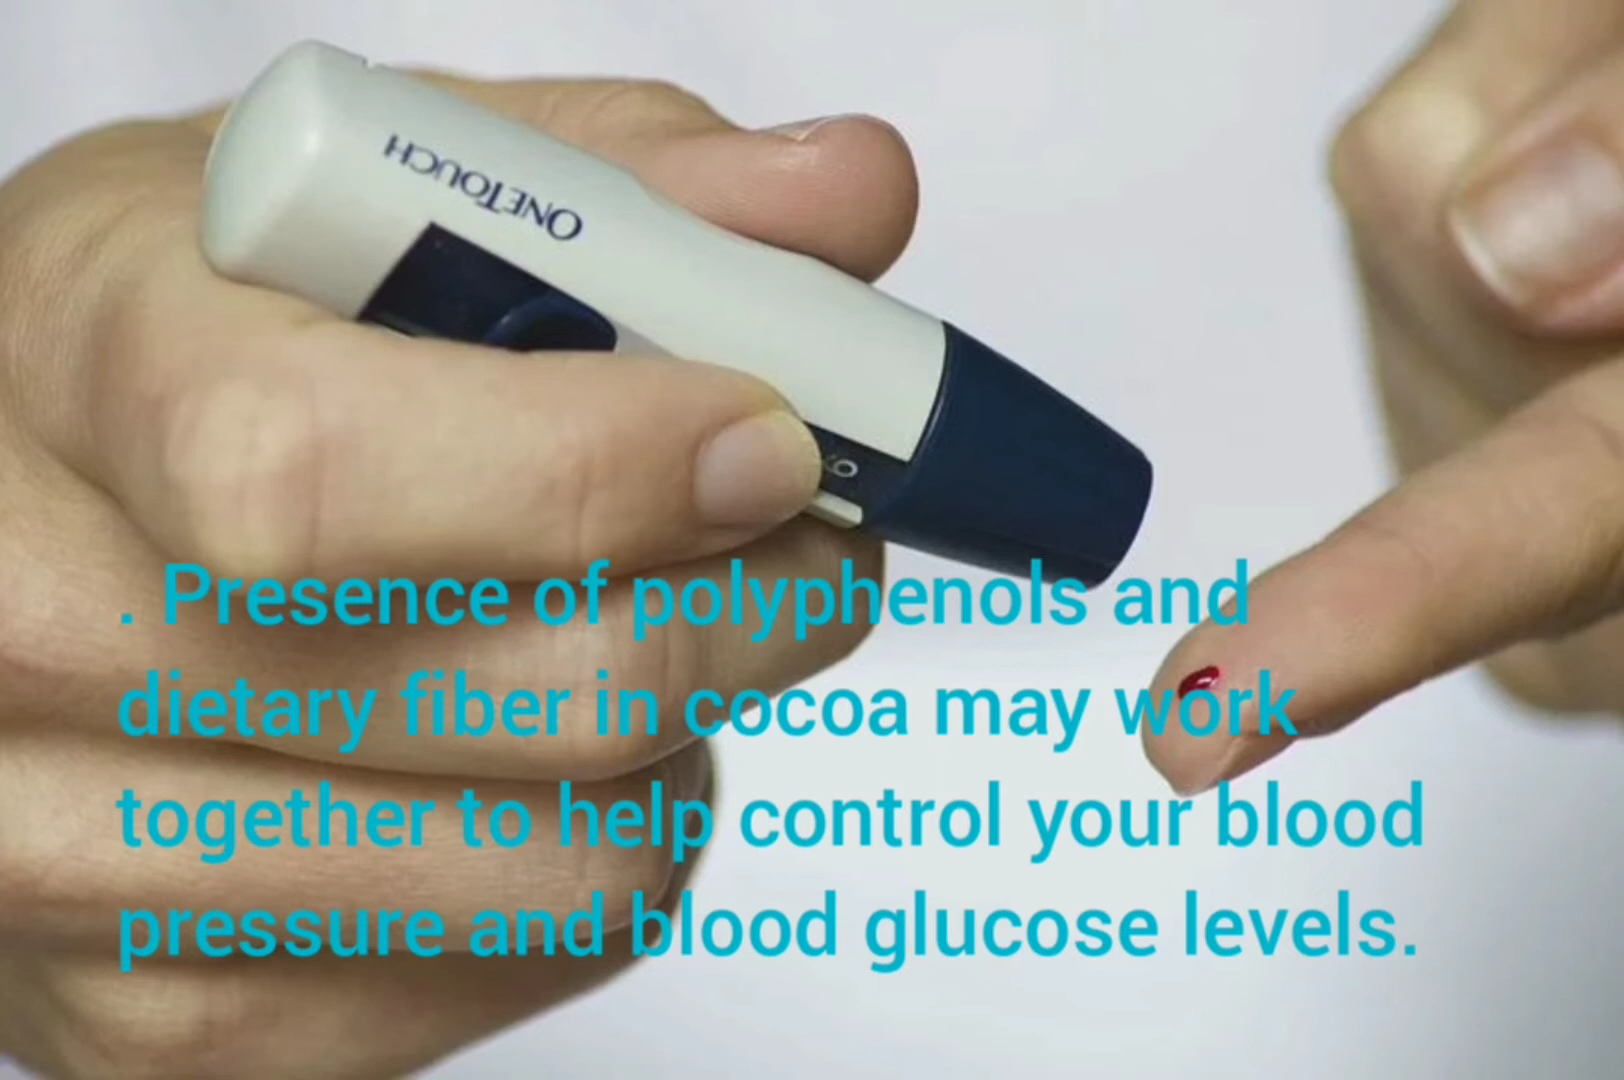 ONETOUCH
6
. Presence of polyphenols and
dietary fiber in cocoa may work
together to help control your blood
pressure and blood glucose levels.